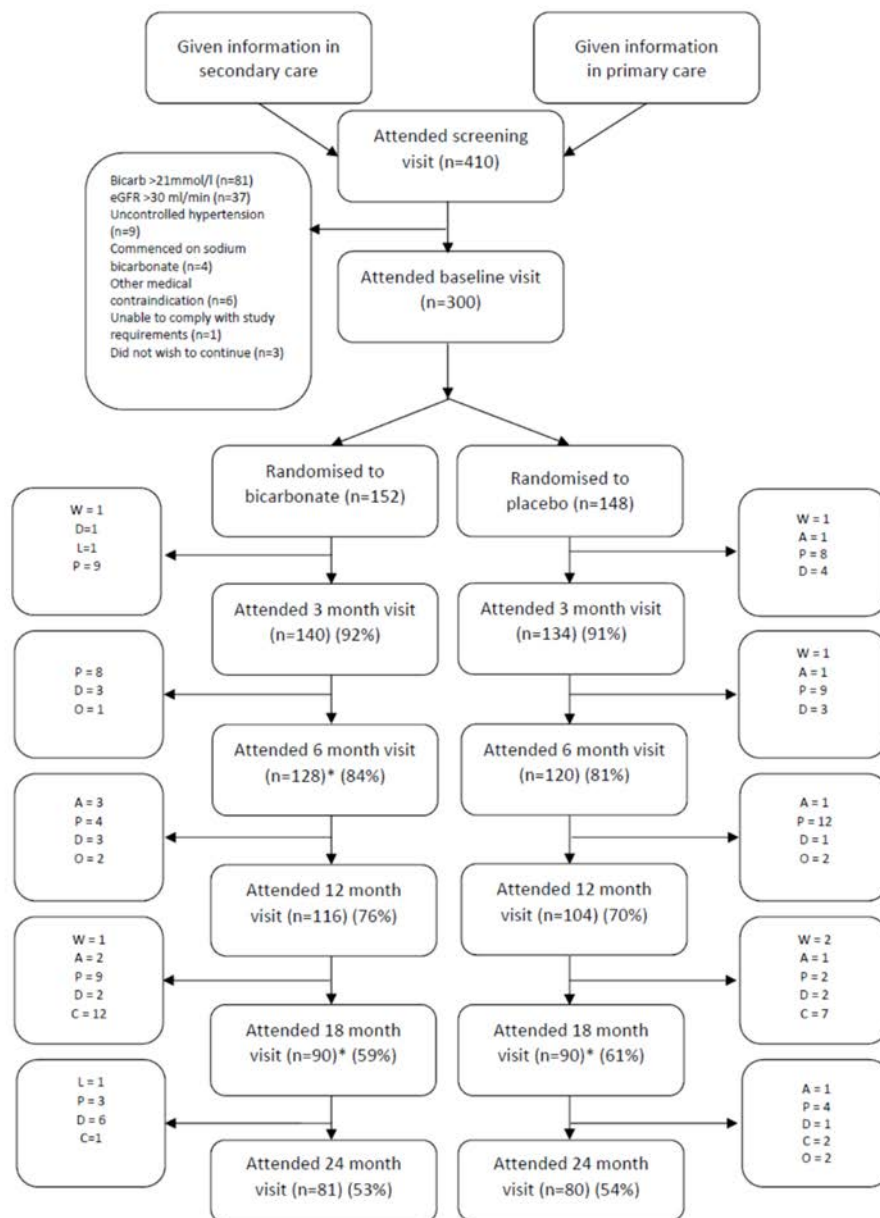 Given information in
secondary care
Given information
in primary care
Attended screening
visit (n=410)
Bicarb >21mmol/l (n=81)
eGFR >30 ml/min (n=37)
Uncontrolled hypertension
(n=9)
Commenced on sodium
bicarbonate (n=4)
Other medical
contraindication (n=6)
Unable to comply with study
requirements (n=1)
Did not wish to continue (n=3)
Attended baseline visit
(n=300)
Randomised to
bicarbonate (n=152)
Randomised to
placebo (n=148)
W = 1
D=1
L=1
P = 9
W = 1
A = 1
P = 8
D = 4
Attended 3 month visit
(n=140) (92%)
Attended 3 month visit
(n=134) (91%)
P = 8
D = 3
O = 1
W = 1
A = 1
P = 9
D = 3
Attended 6 month visit
(n=128)* (84%)
Attended 6 month visit
(n=120) (81%)
A = 3
P = 4
D = 3
O = 2
A = 1
P = 12
D = 1
O = 2
Attended 12 month
visit (n=116) (76%)
Attended 12 month
visit (n=104) (70%)
W = 1
A = 2
P = 9
D = 2
C = 12
W = 2
A = 1
P = 2
D = 2
C = 7
Attended 18 month
visit (n=90)* (59%)
Attended 18 month
visit (n=90)* (61%)
L = 1
P = 3
D = 6
C=1
A = 1
P = 4
D = 1
C = 2
O = 2
Attended 24 month
visit (n=81) (53%)
Attended 24 month
visit (n=80) (54%)